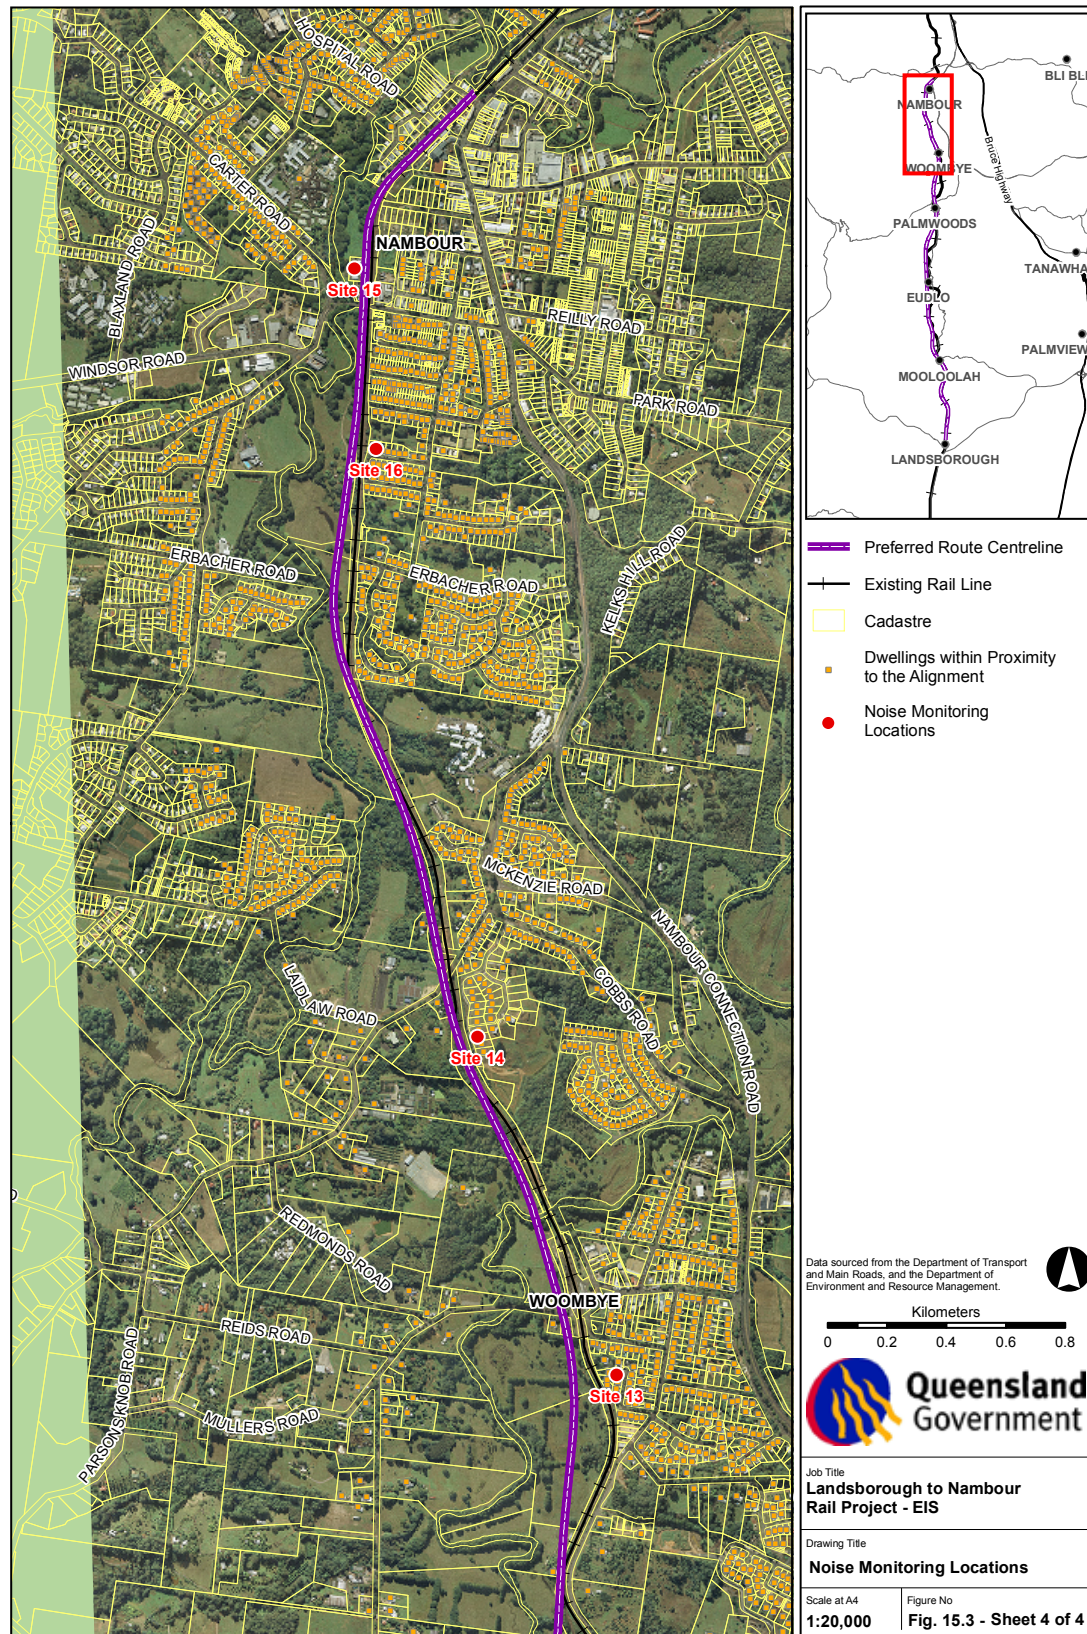 HOSPITAL ROAD
CARTER ROAD
BLAXLAND ROAD
NAMBOUR
Site 15
REILLY ROAD
WINDSOR ROAD
PARK ROAD
Site 16
ERBACHER ROAD
ERBACHER ROAD
KELKS HILL ROAD
MCKENZIE ROAD
NAMBOUR CONNECTION ROAD
COBBS ROAD
LAIDLAW ROAD
Site 14
REDMONDS ROAD
WOOMBYE
REIDS ROAD
Site 13
PARSONS KNOB ROAD
MULLERS ROAD
BLI BLI
NAMBOUR
Bruce Highway
WOOMBYE
PALMWOODS
TANAWHA
EUDLO
PALMVIEW
MOOLOOLAH
LANDSBOROUGH
Preferred Route Centreline
Existing Rail Line
Cadastre
Dwellings within Proximity
to the Alignment
Noise Monitoring
Locations
Data sourced from the Department of Transport
and Main Roads, and the Department of
Environment and Resource Management.
Kilometers
0 0.2 0.4 0.6 0.8
Queensland
Government
Job Title
Landsborough to Nambour
Rail Project - EIS
Drawing Title
Noise Monitoring Locations
Scale at A4
1:20,000
Figure No
Fig. 15.3 - Sheet 4 of 4